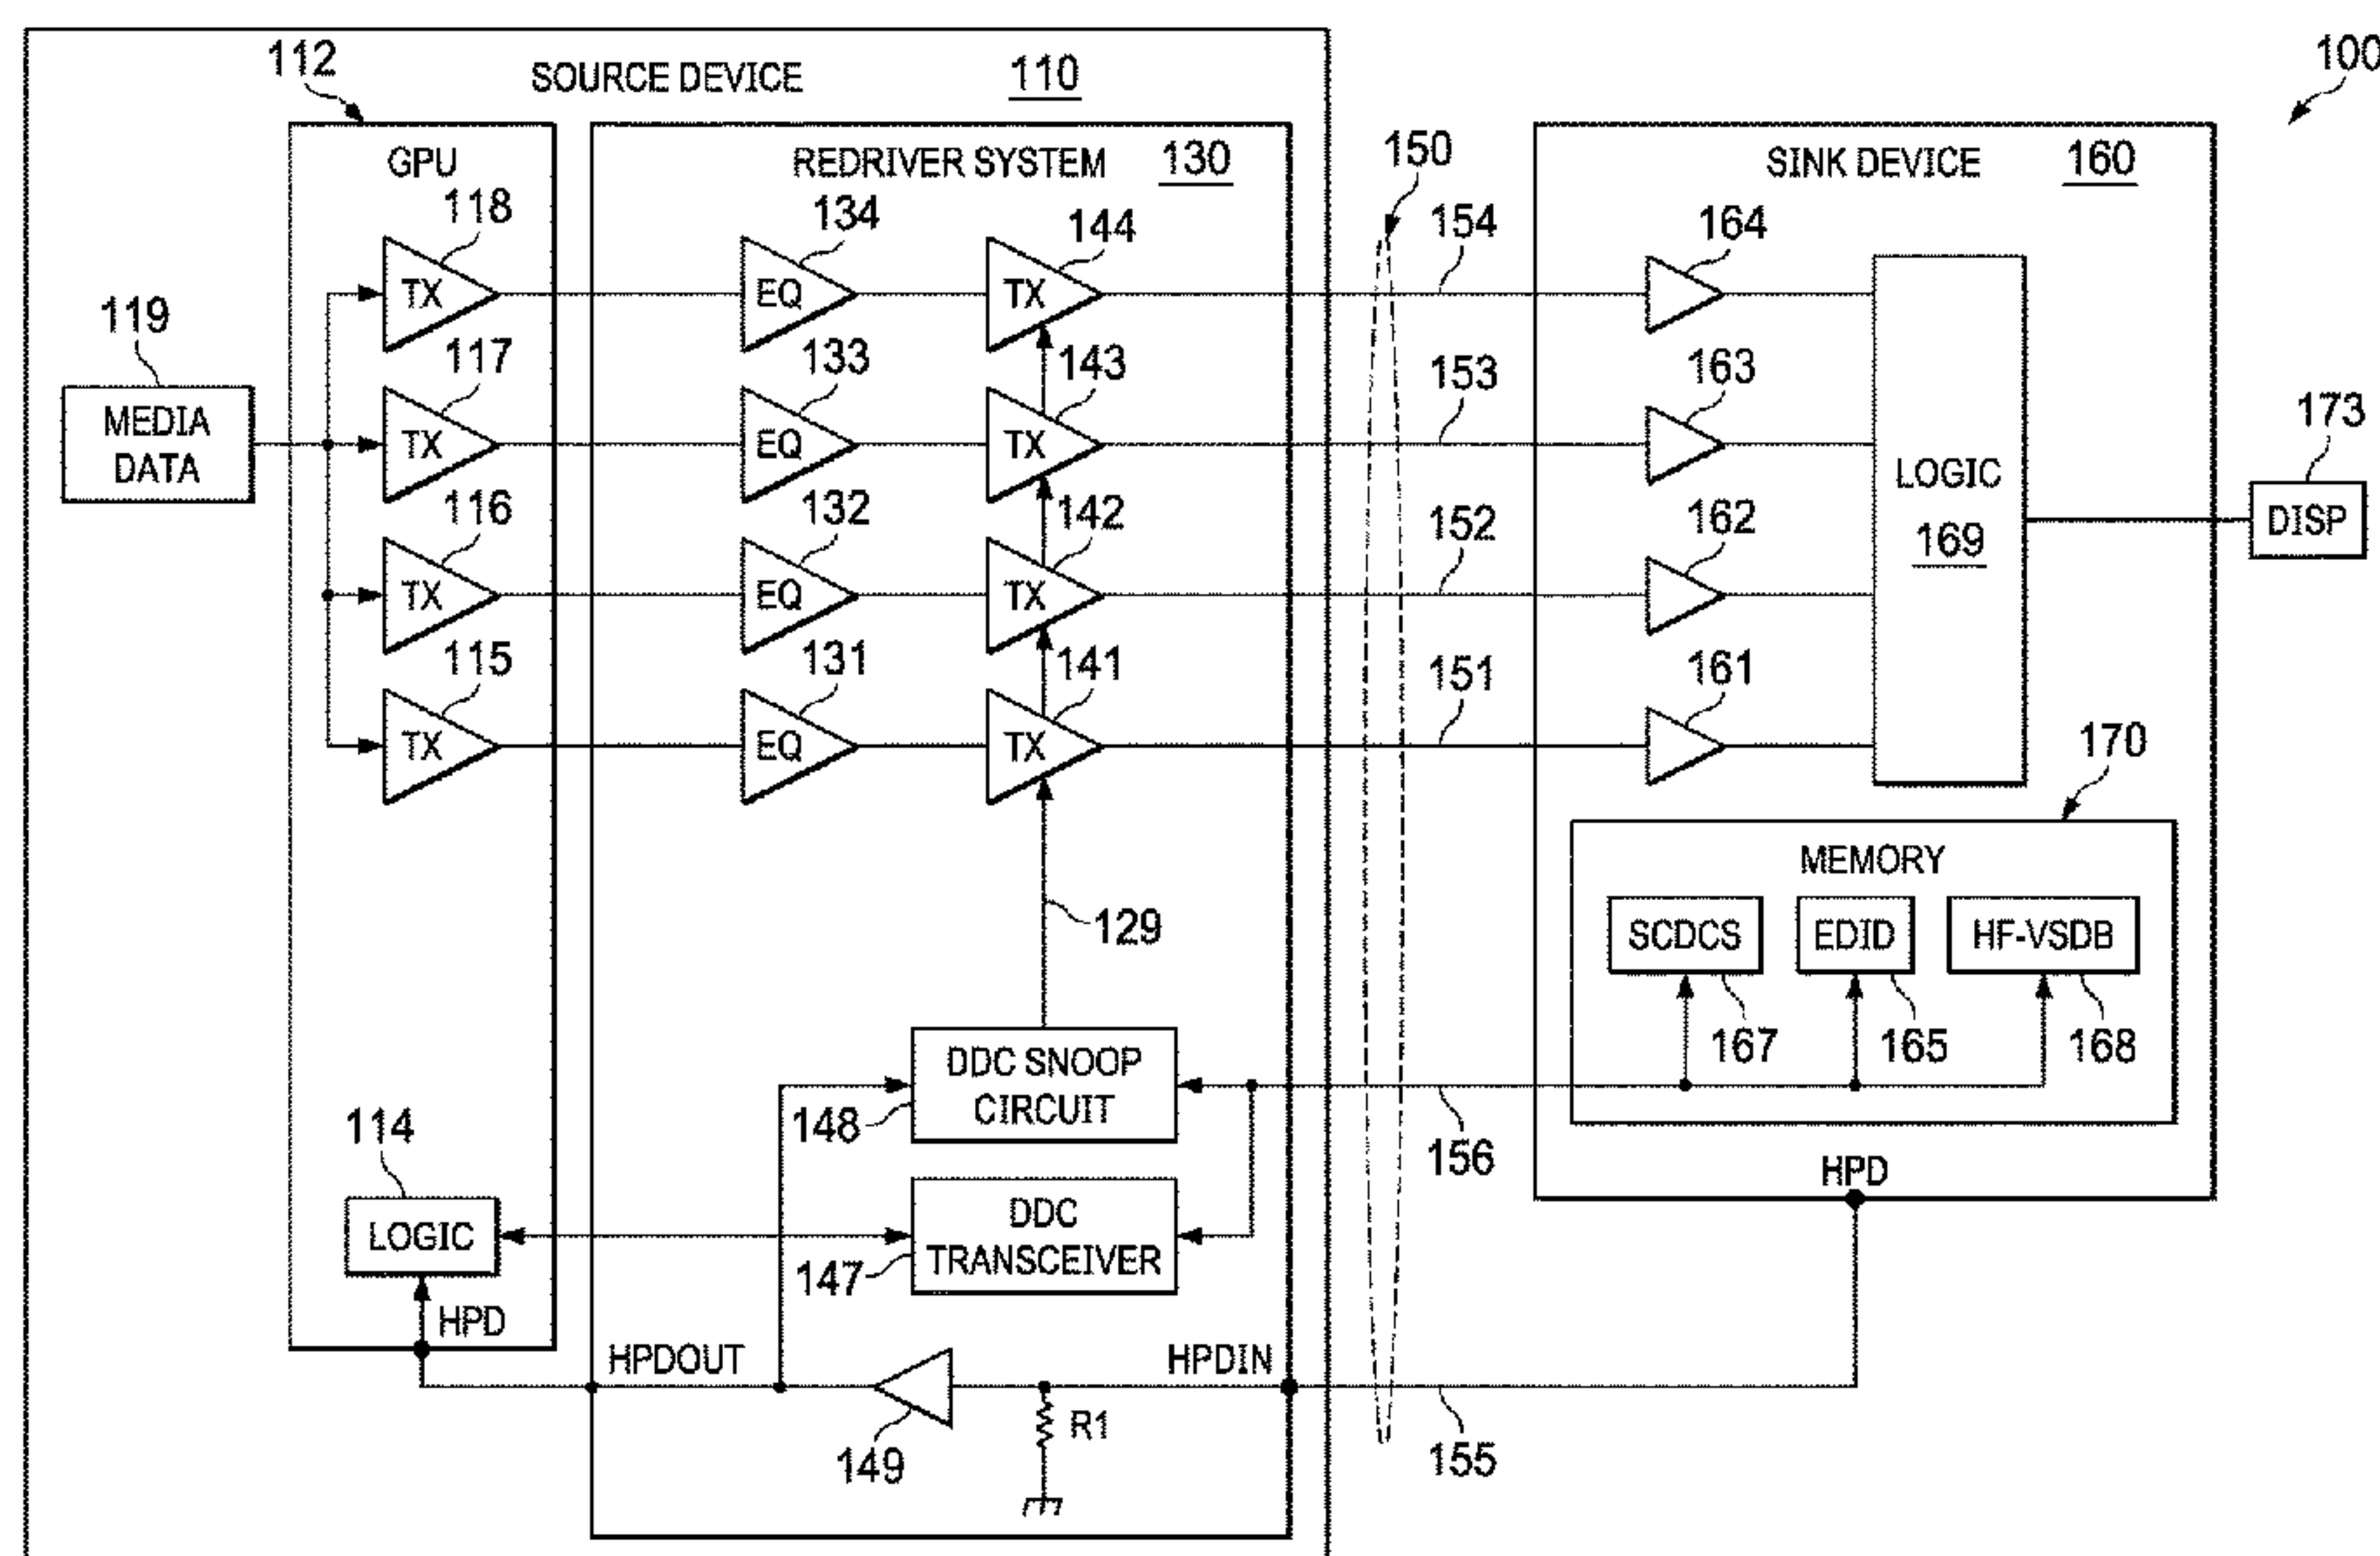 100
112
SOURCE DEVICE 110
GPU
REDRIVER SYSTEM 130
150
SINK DEVICE 160
118
134
144
154
164
TX
EQ
TX
119
MEDIA
DATA
117
133
143
153
163
TX
EQ
TX
173
DISP
LOGIC
169
116
132
142
152
162
TX
EQ
TX
115
131
141
151
161
TX
EQ
TX
170
MEMORY
129
SCDCS
EDID
HF-VSDB
167
165
168
DDC SNOOP
CIRCUIT
148
156
114
LOGIC
DDC
TRANSCEIVER
147
HPD
HPD
HPDOUT
HPDIN
149
R1
155